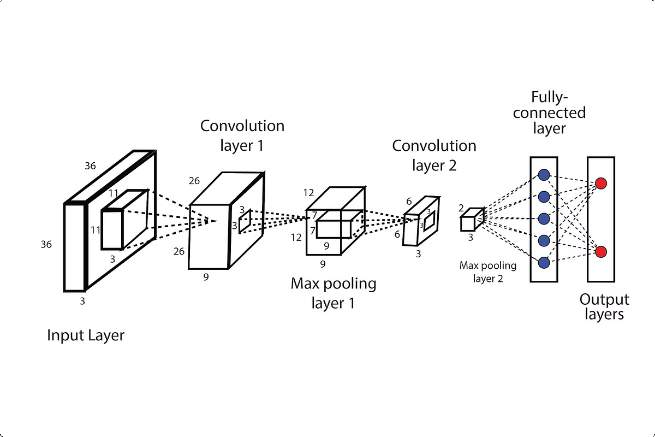 Fully-
connected
layer
Convolution
layer 1
Convolution
layer 2
36
36
11
11
3
3
Input Layer
26
26
9
3
3
12
12
7
7
9
9
Max pooling
layer 1
6
6
3
3
3
2
3
Max pooling
layer 2
Output
layers